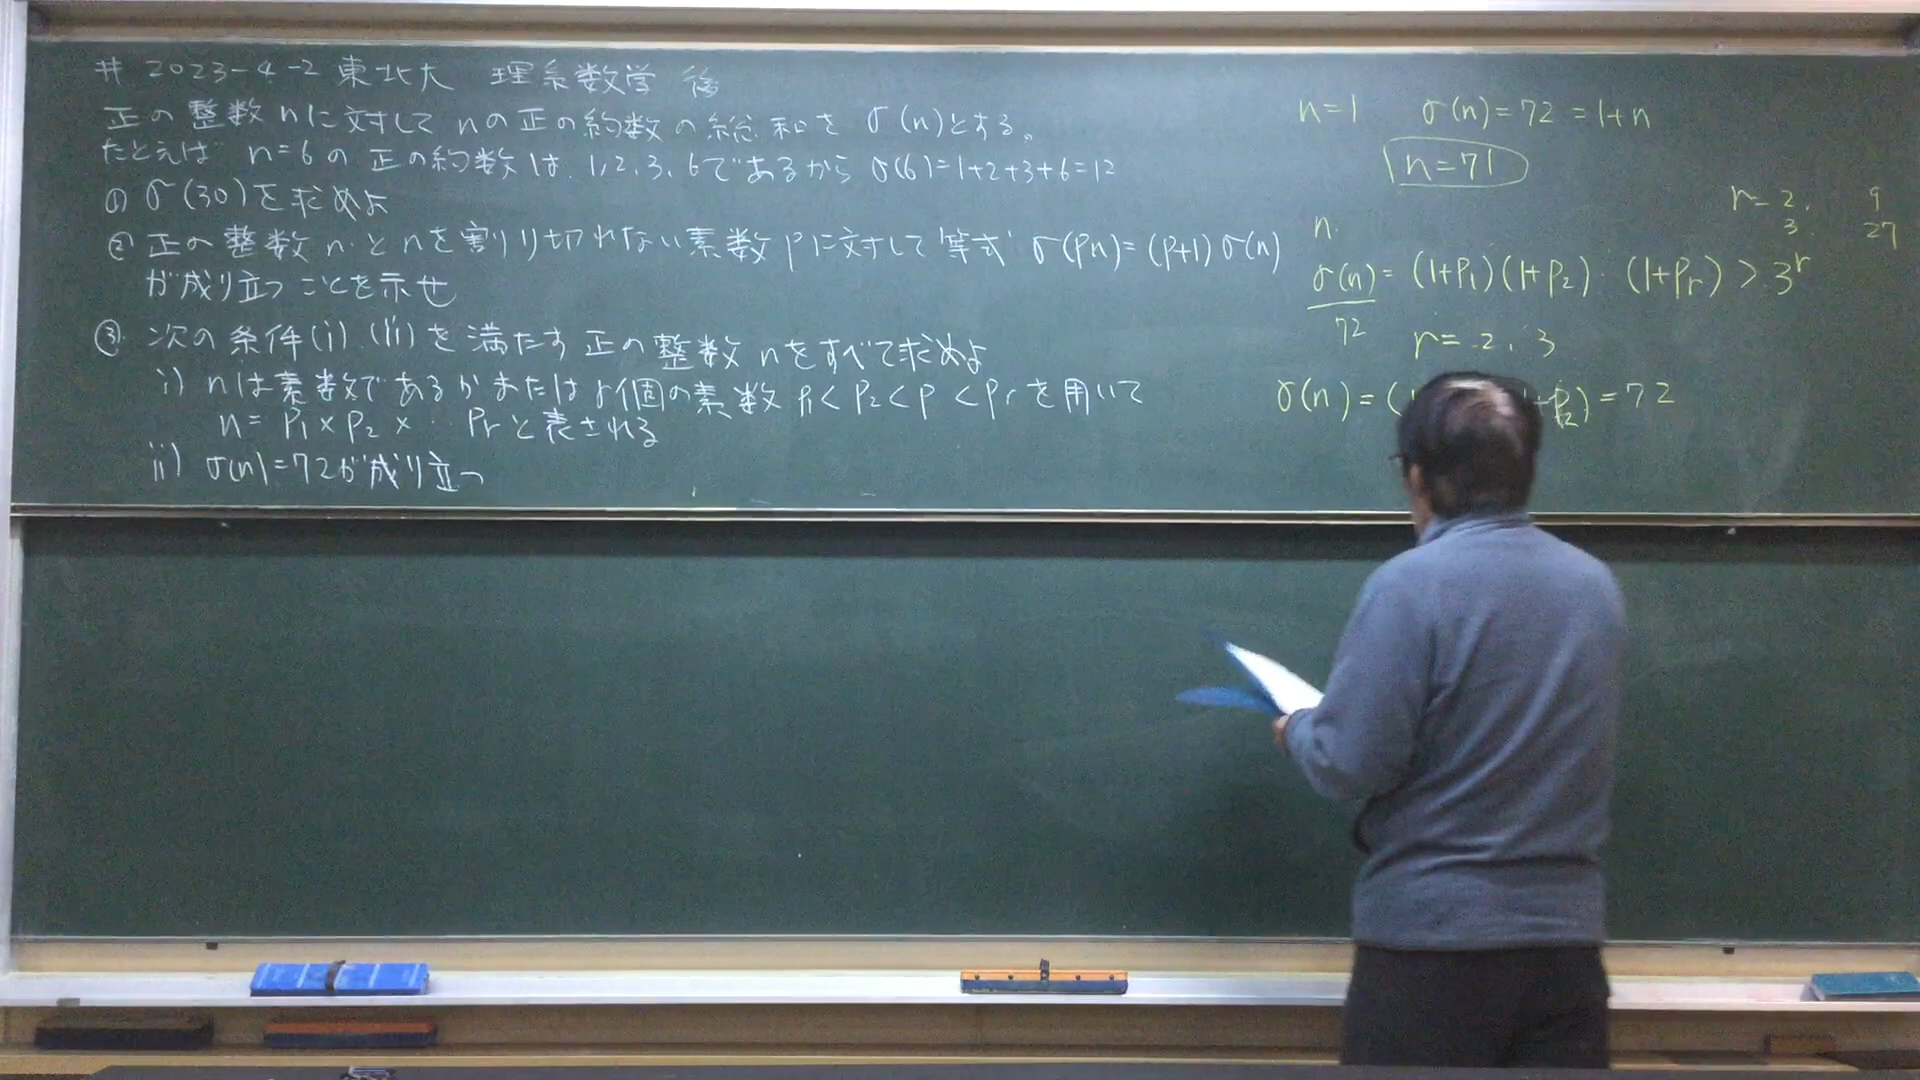 # 2023-4-2 東北大 理系数学 後
正の整数nに対してnの正の約数の総和を σ(n)とする。
たとえば n=6の正の約数は、1,2,3,6であるから σ(6)=1+2+3+6=12
① σ(30)を求めよ
② 正の整数nとnを割り切れない素数pに対して等式 σ(pn)=(p+1)σ(n)
が成り立つことを示せ
③ 次の条件(i).(ii)を満たす正の整数nをすべて求めよ
i) nは素数であるかまたはr個の素数 p₁<p₂<p <prを用いて
n= p₁×p₂× ‥ prと表される
ii) σ(n)=72が成り立つ
n=1 σ(n)=72 =1+n
n=71
r= 2. 9
3. 27
n.
σ(n)= (1+p₁)(1+p₂)‥(1+pr) > 3ʳ
72
r= 2, 3
σ(n)=( +p₂)=72